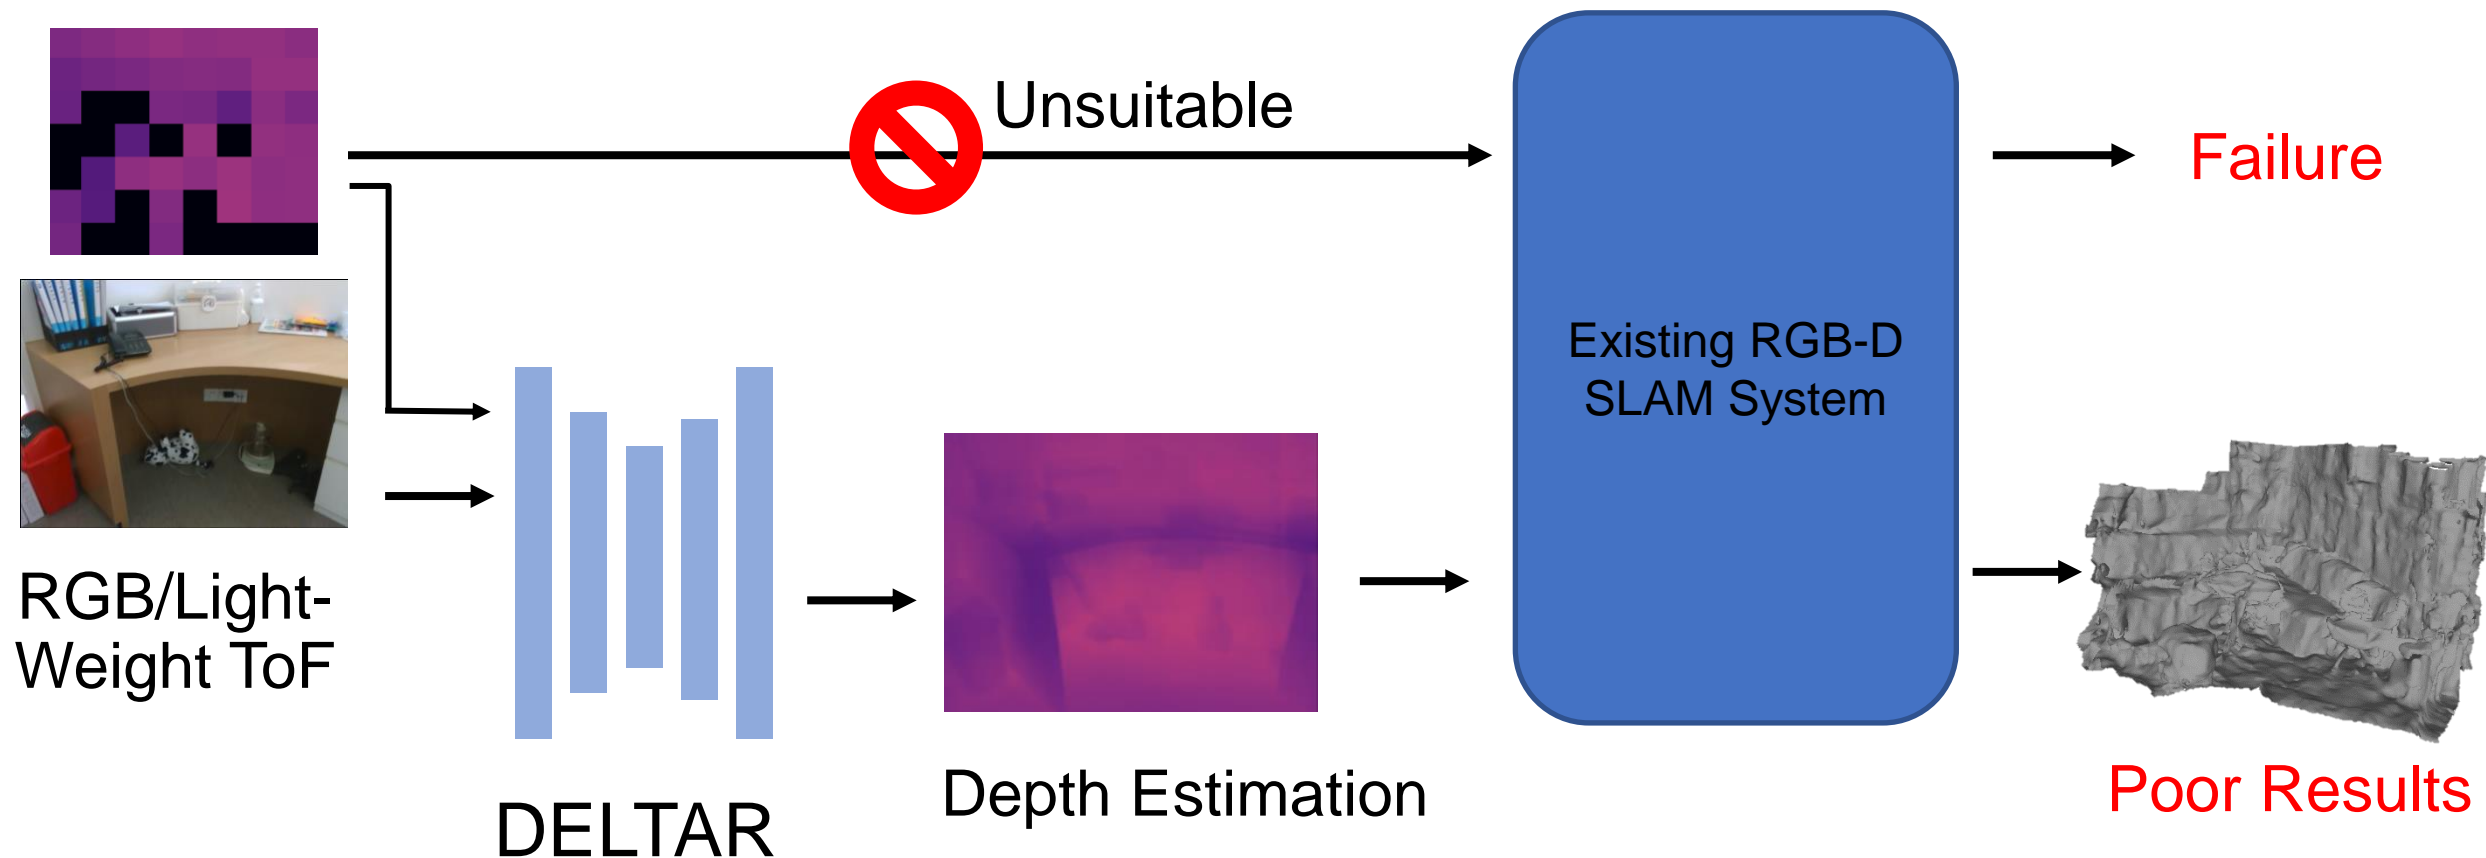 Unsuitable
Failure
Existing RGB-D
SLAM System
RGB/Light-
Weight ToF
DELTAR
Depth Estimation
Poor Results